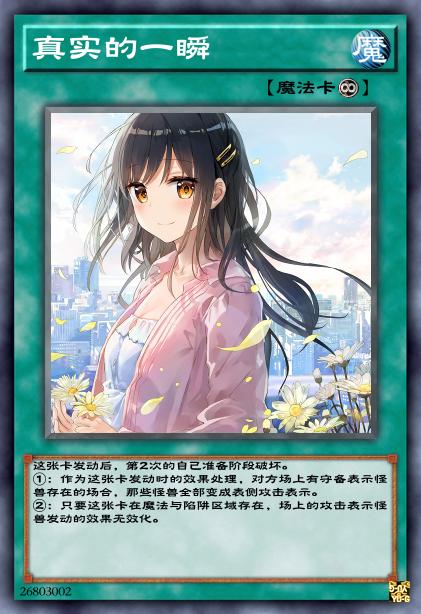 真实的一瞬
魔
【魔法卡♾】
这张卡发动后，第2次的自己准备阶段破坏。
①：作为这张卡发动时的效果处理，对方场上有守备表示怪
兽存在的场合，那些怪兽全部变成表侧攻击表示。
②：只要这张卡在魔法与陷阱区域存在，场上的攻击表示怪
兽发动的效果无效化。
26803002